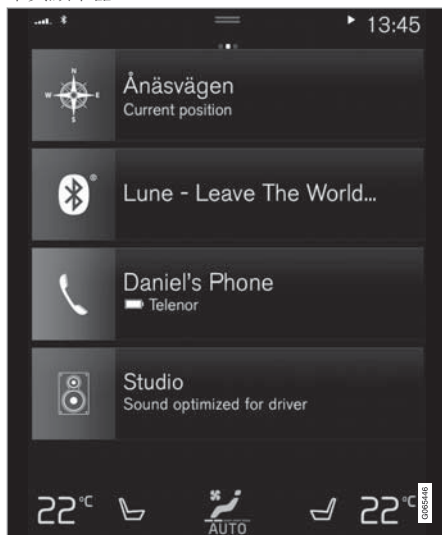 13:45
N
W E
S
Ånäsvägen
Current position
Lune - Leave The World...
Daniel's Phone
Telenor
Studio
Sound optimized for driver
22°C
AUTO
22°C
G065446